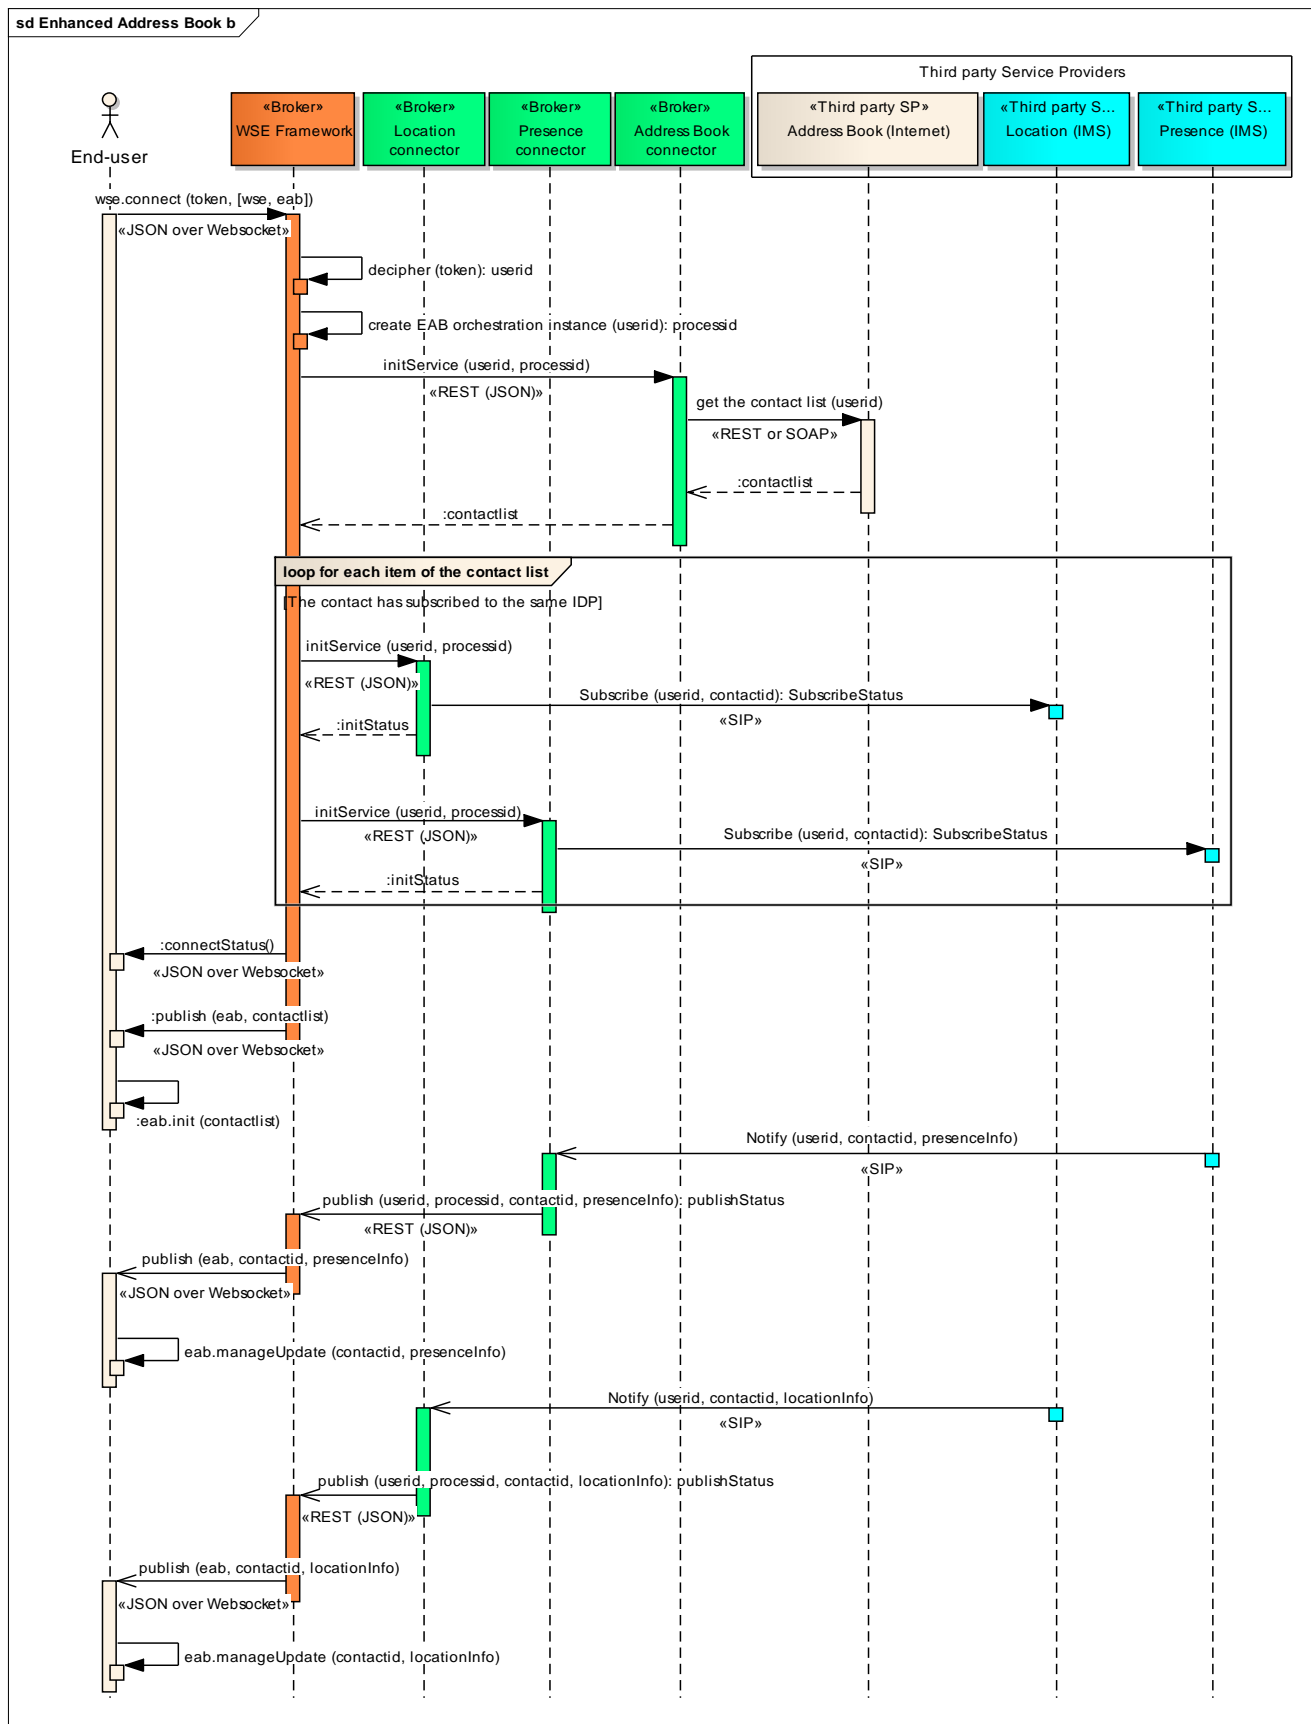 sd Enhanced Address Book b
Third party Service Providers
«Broker»
WSE Framework
«Broker»
Location
connector
«Broker»
Presence
connector
«Broker»
Address Book
connector
«Third party SP»
Address Book (Internet)
«Third party S...
Location (IMS)
«Third party S...
Presence (IMS)
End-user
wse.connect (token, [wse, eab])
«JSON over Websocket»
decipher (token): userid
create EAB orchestration instance (userid): processid
initService (userid, processid)
«REST (JSON)»
get the contact list (userid)
«REST or SOAP»
:contactlist
:contactlist
loop for each item of the contact list
[The contact has subscribed to the same IDP]
initService (userid, processid)
«REST (JSON)»
Subscribe (userid, contactid): SubscribeStatus
«SIP»
:initStatus
initService (userid, processid)
«REST (JSON)»
Subscribe (userid, contactid): SubscribeStatus
«SIP»
:initStatus
:connectStatus()
«JSON over Websocket»
:publish (eab, contactlist)
«JSON over Websocket»
:eab.init (contactlist)
Notify (userid, contactid, presenceInfo)
«SIP»
publish (userid, processid, contactid, presenceInfo): publishStatus
«REST (JSON)»
publish (eab, contactid, presenceInfo)
«JSON over Websocket»
eab.manageUpdate (contactid, presenceInfo)
Notify (userid, contactid, locationInfo)
«SIP»
publish (userid, processid, contactid, locationInfo): publishStatus
«REST (JSON)»
publish (eab, contactid, locationInfo)
«JSON over Websocket»
eab.manageUpdate (contactid, locationInfo)